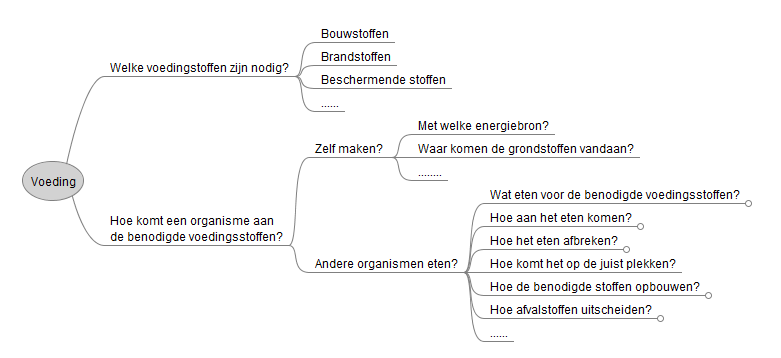 Bouwstoffen
Brandstoffen
Welke voedingstoffen zijn nodig?
Beschermende stoffen
......
Met welke energiebron?
Zelf maken?
Waar komen de grondstoffen vandaan?
........
Voeding
Wat eten voor de benodigde voedingsstoffen?
Hoe aan het eten komen?
Hoe komt een organisme aan
de benodigde voedingsstoffen?
Hoe het eten afbreken?
Andere organismen eten?
Hoe komt het op de juist plekken?
Hoe de benodigde stoffen opbouwen?
Hoe afvalstoffen uitscheiden?
......